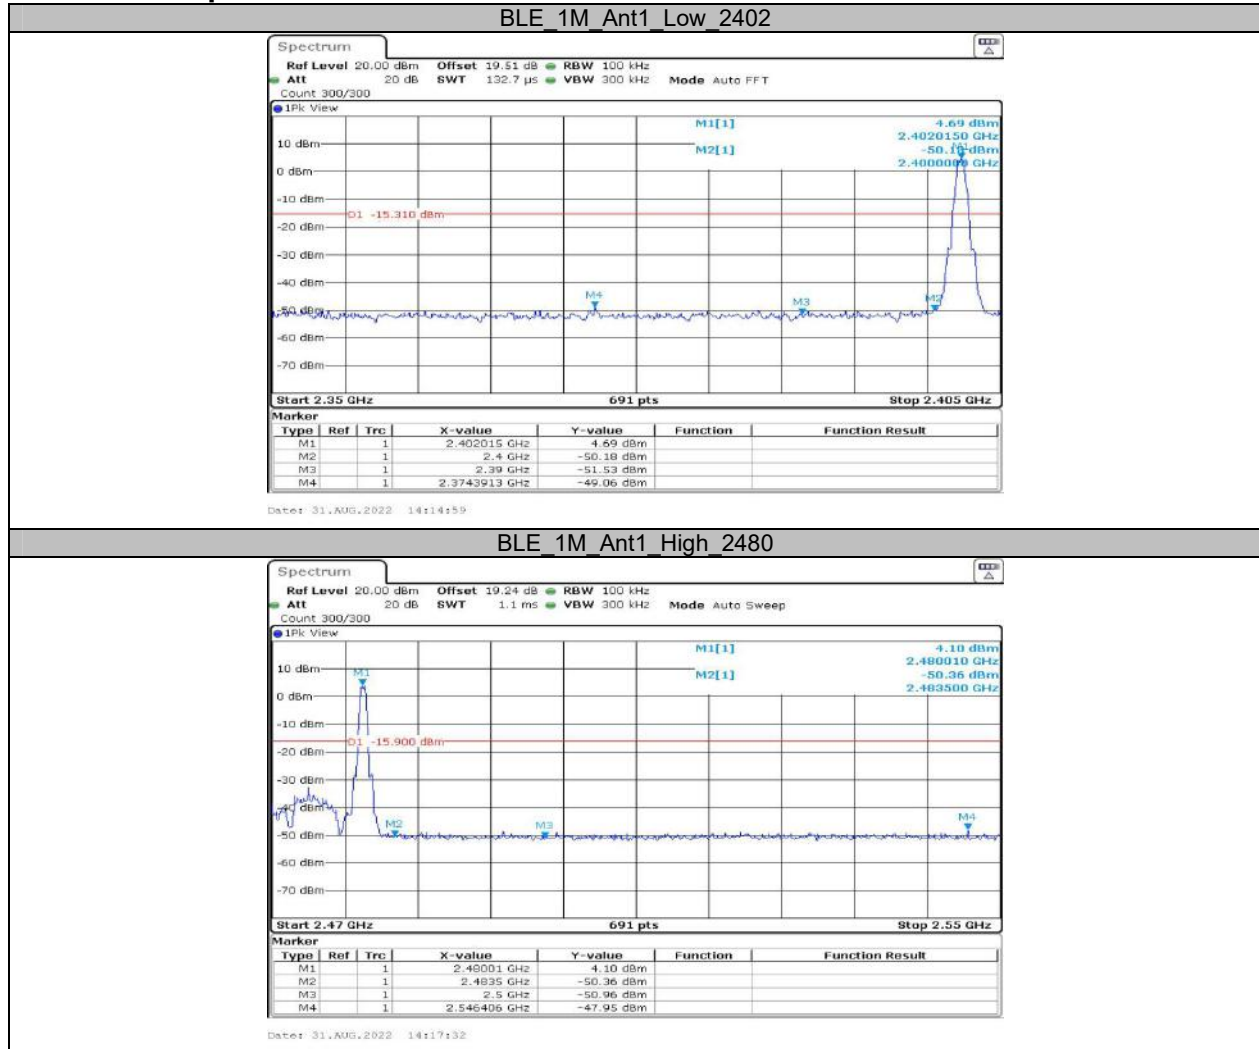 BLE_1M_Ant1_Low_2402
Spectrum
Ref Level 20.00 dBm Offset 19.51 dB RBW 100 kHz
Att 20 dB SWT 132.7 µs VBW 300 kHz Mode Auto FFT
Count 300/300
1Pk View
M1[1] 4.69 dBm
2.4020150 GHz
10 dBm
M2[1] -50.18 dBm
M1
2.4000000 GHz
0 dBm
-10 dBm
D1 -15.310 dBm
-20 dBm
-30 dBm
-40 dBm
M4 M3 M2
-50 dBm
-60 dBm
-70 dBm
Start 2.35 GHz 691 pts Stop 2.405 GHz
Marker
Type | Ref | Trc | X-value | Y-value | Function | Function Result
M1 1 2.402015 GHz 4.69 dBm
M2 1 2.4 GHz -50.18 dBm
M3 1 2.39 GHz -51.53 dBm
M4 1 2.3743913 GHz -49.06 dBm
Date: 31.AUG.2022 14:14:59
BLE_1M_Ant1_High_2480
Spectrum
Ref Level 20.00 dBm Offset 19.24 dB RBW 100 kHz
Att 20 dB SWT 1.1 ms VBW 300 kHz Mode Auto Sweep
Count 300/300
1Pk View
M1[1] 4.10 dBm
2.480010 GHz
10 dBm
M1
M2[1] -50.36 dBm
2.483500 GHz
0 dBm
-10 dBm
D1 -15.900 dBm
-20 dBm
-30 dBm
-40 dBm
M2 M3 M4
-50 dBm
-60 dBm
-70 dBm
Start 2.47 GHz 691 pts Stop 2.55 GHz
Marker
Type | Ref | Trc | X-value | Y-value | Function | Function Result
M1 1 2.48001 GHz 4.10 dBm
M2 1 2.4835 GHz -50.36 dBm
M3 1 2.5 GHz -50.96 dBm
M4 1 2.546406 GHz -47.95 dBm
Date: 31.AUG.2022 14:17:32